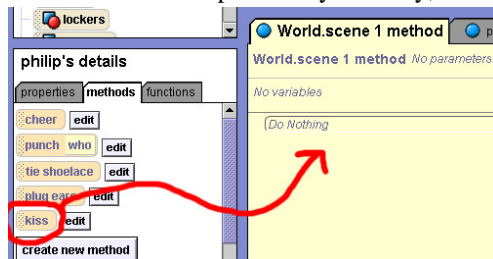 lockers
philip's details
properties methods functions
cheer edit
punch who edit
tie shoelace edit
plug ears edit
kiss edit
create new method
World.scene 1 method
World.scene 1 method No parameters
No variables
(Do Nothing